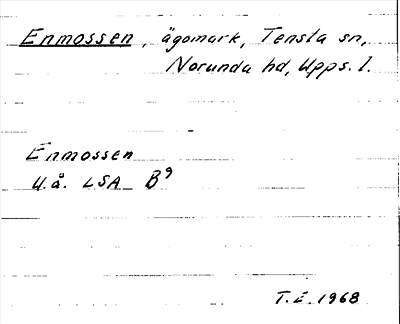 Enmossen, ägomark, Tensta sn,
Norunda hd, Upps. l.
Enmossen
U.å. LSA B9
T.E. 1968